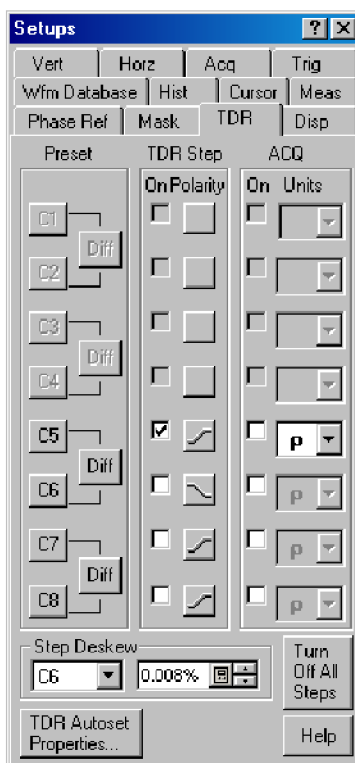 Setups ? X
Vert Horz Acq Trig
Wfm Database Hist Cursor Meas
Phase Ref Mask TDR Disp
Preset TDR Step ACQ
On Polarity On Units
C1
Diff
C2
C3
Diff
C4
C5 ρ
Diff
C6 ρ
C7 ρ
Diff
C8 ρ
Step Deskew
C6 0.008%
Turn
Off All
Steps
TDR Autoset
Properties...
Help